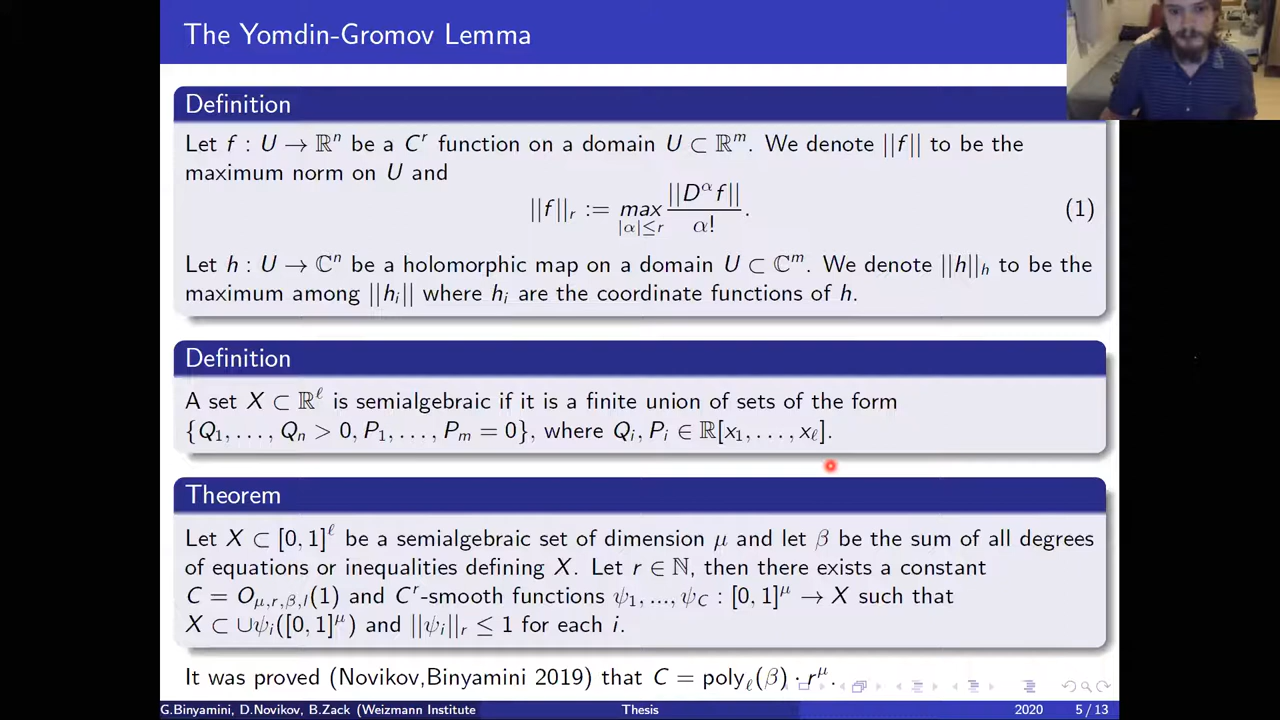 The Yomdin-Gromov Lemma
Definition
Let f : U → ℝⁿ be a Cʳ function on a domain U ⊂ ℝᵐ. We denote ||f|| to be the
maximum norm on U and
||f||ᵣ := max_{|α|≤r} ||D^α f|| / α! . (1)
Let h : U → ℂⁿ be a holomorphic map on a domain U ⊂ ℂᵐ. We denote ||h||ₕ to be the
maximum among ||hᵢ|| where hᵢ are the coordinate functions of h.
Definition
A set X ⊂ ℝ^ℓ is semialgebraic if it is a finite union of sets of the form
{Q₁, . . . , Qₙ > 0, P₁, . . . , Pₘ = 0}, where Qᵢ, Pᵢ ∈ ℝ[x₁, . . . , x_ℓ].
Theorem
Let X ⊂ [0, 1]^ℓ be a semialgebraic set of dimension μ and let β be the sum of all degrees
of equations or inequalities defining X. Let r ∈ ℕ, then there exists a constant
C = O_{μ,r,β,l}(1) and Cʳ-smooth functions ψ₁, ..., ψ_C : [0, 1]^μ → X such that
X ⊂ ∪ψᵢ([0, 1]^μ) and ||ψᵢ||ᵣ ≤ 1 for each i.
It was proved (Novikov,Binyamini 2019) that C = poly_ℓ(β) · r^μ.
G.Binyamini, D.Novikov, B.Zack (Weizmann Institute Thesis 2020 5 / 13